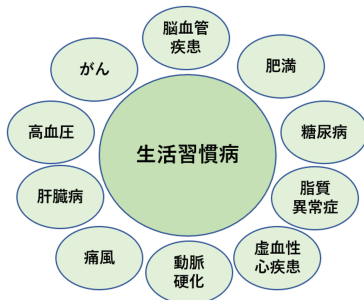 脳血管
疾患
肥満
糖尿病
脂質
異常症
虚血性
心疾患
動脈
硬化
痛風
肝臓病
高血圧
がん
生活習慣病